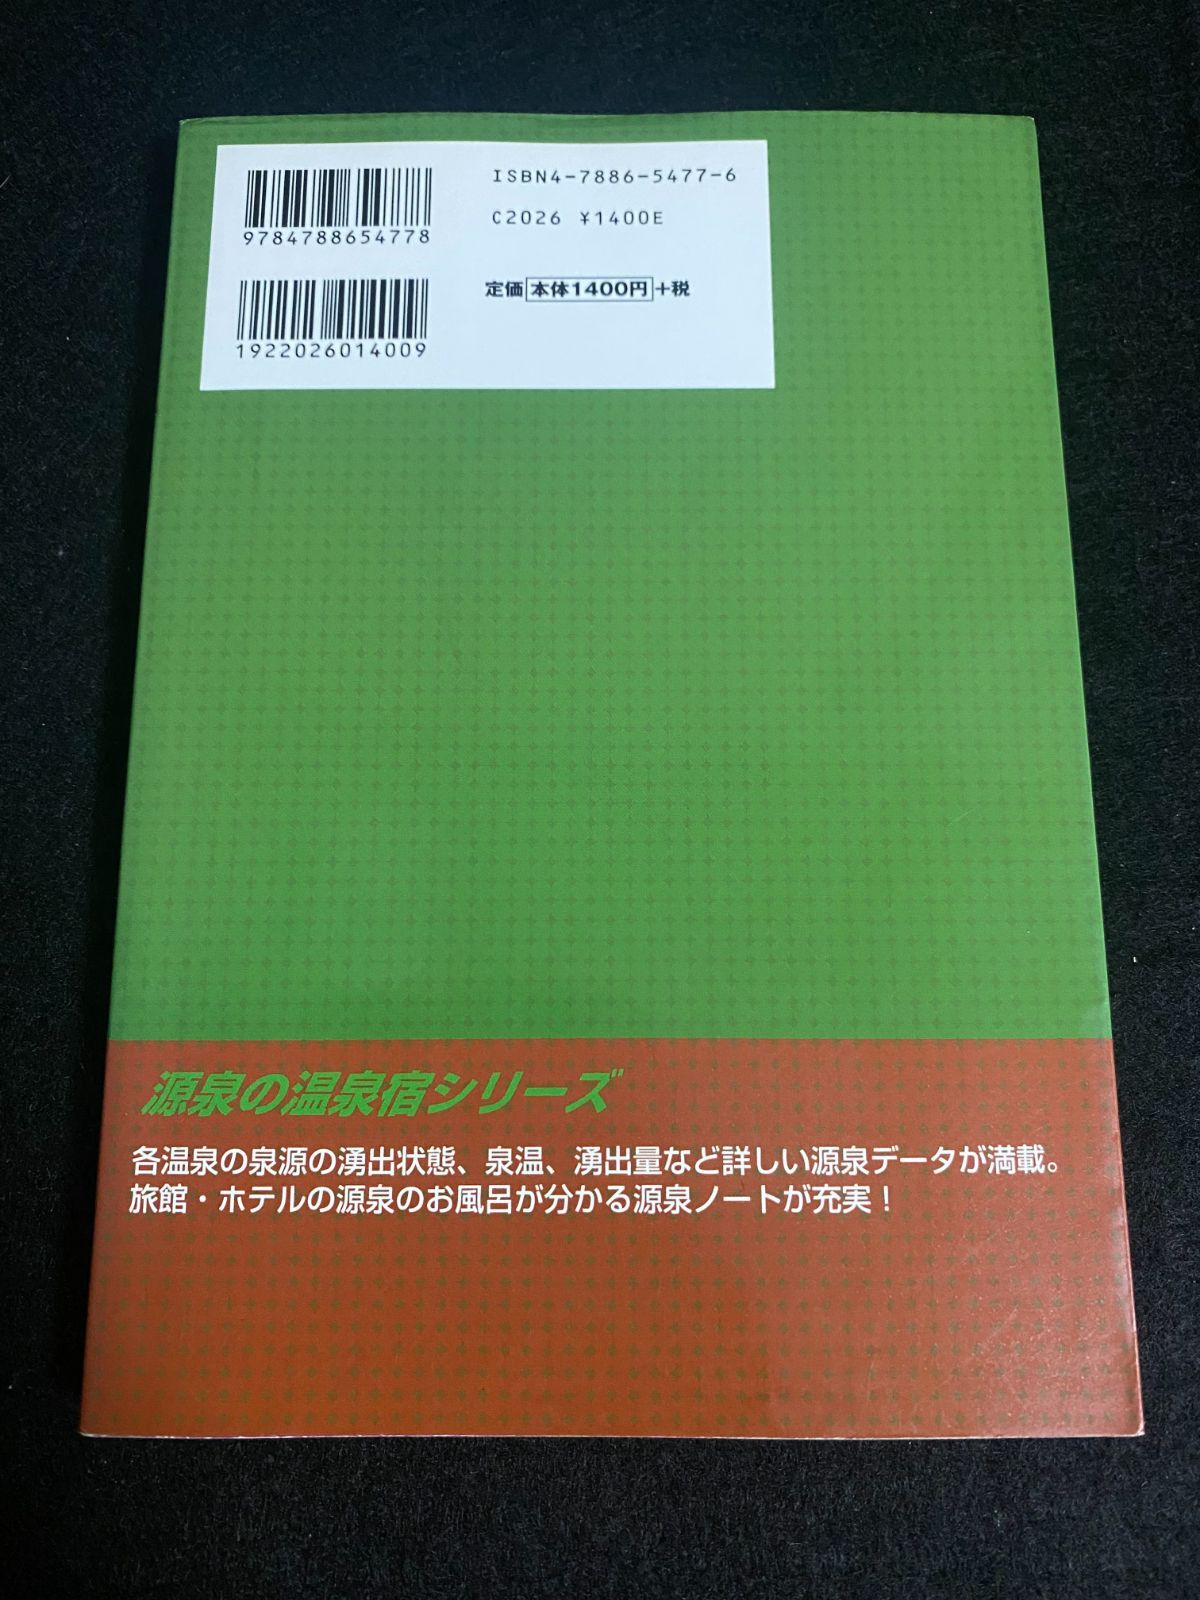 ISBN4-7886-5477-6
9784788654778
C2026 ¥1400E
定価 本体1400円 +税
1922026014009
源泉の温泉宿シリーズ
各温泉の泉源の湧出状態、泉温、湧出量など詳しい源泉データが満載。
旅館・ホテルの源泉のお風呂が分かる源泉ノートが充実！